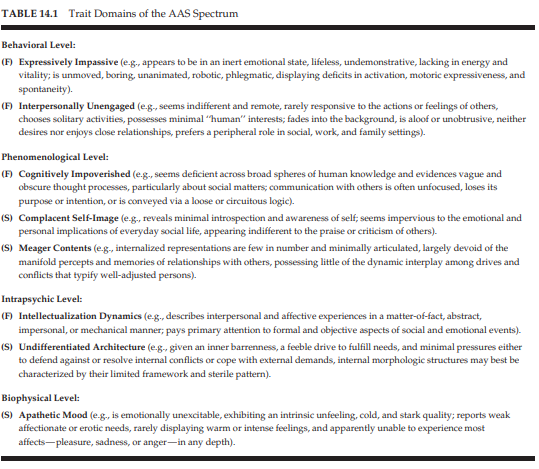 TABLE 14.1 Trait Domains of the AAS Spectrum
Behavioral Level:
(F) Expressively Impassive (e.g., appears to be in an inert emotional state, lifeless, undemonstrative, lacking in energy and
vitality; is unmoved, boring, unanimated, robotic, phlegmatic, displaying deficits in activation, motoric expressiveness, and
spontaneity).
(F) Interpersonally Unengaged (e.g., seems indifferent and remote, rarely responsive to the actions or feelings of others,
chooses solitary activities, possesses minimal ‘‘human’’ interests; fades into the background, is aloof or unobtrusive, neither
desires nor enjoys close relationships, prefers a peripheral role in social, work, and family settings).
Phenomenological Level:
(F) Cognitively Impoverished (e.g., seems deficient across broad spheres of human knowledge and evidences vague and
obscure thought processes, particularly about social matters; communication with others is often unfocused, loses its
purpose or intention, or is conveyed via a loose or circuitous logic).
(S) Complacent Self-Image (e.g., reveals minimal introspection and awareness of self; seems impervious to the emotional and
personal implications of everyday social life, appearing indifferent to the praise or criticism of others).
(S) Meager Contents (e.g., internalized representations are few in number and minimally articulated, largely devoid of the
manifold percepts and memories of relationships with others, possessing little of the dynamic interplay among drives and
conflicts that typify well-adjusted persons).
Intrapsychic Level:
(F) Intellectualization Dynamics (e.g., describes interpersonal and affective experiences in a matter-of-fact, abstract,
impersonal, or mechanical manner; pays primary attention to formal and objective aspects of social and emotional events).
(S) Undifferentiated Architecture (e.g., given an inner barrenness, a feeble drive to fulfill needs, and minimal pressures either
to defend against or resolve internal conflicts or cope with external demands, internal morphologic structures may best be
characterized by their limited framework and sterile pattern).
Biophysical Level:
(S) Apathetic Mood (e.g., is emotionally unexcitable, exhibiting an intrinsic unfeeling, cold, and stark quality; reports weak
affectionate or erotic needs, rarely displaying warm or intense feelings, and apparently unable to experience most
affects—pleasure, sadness, or anger—in any depth).